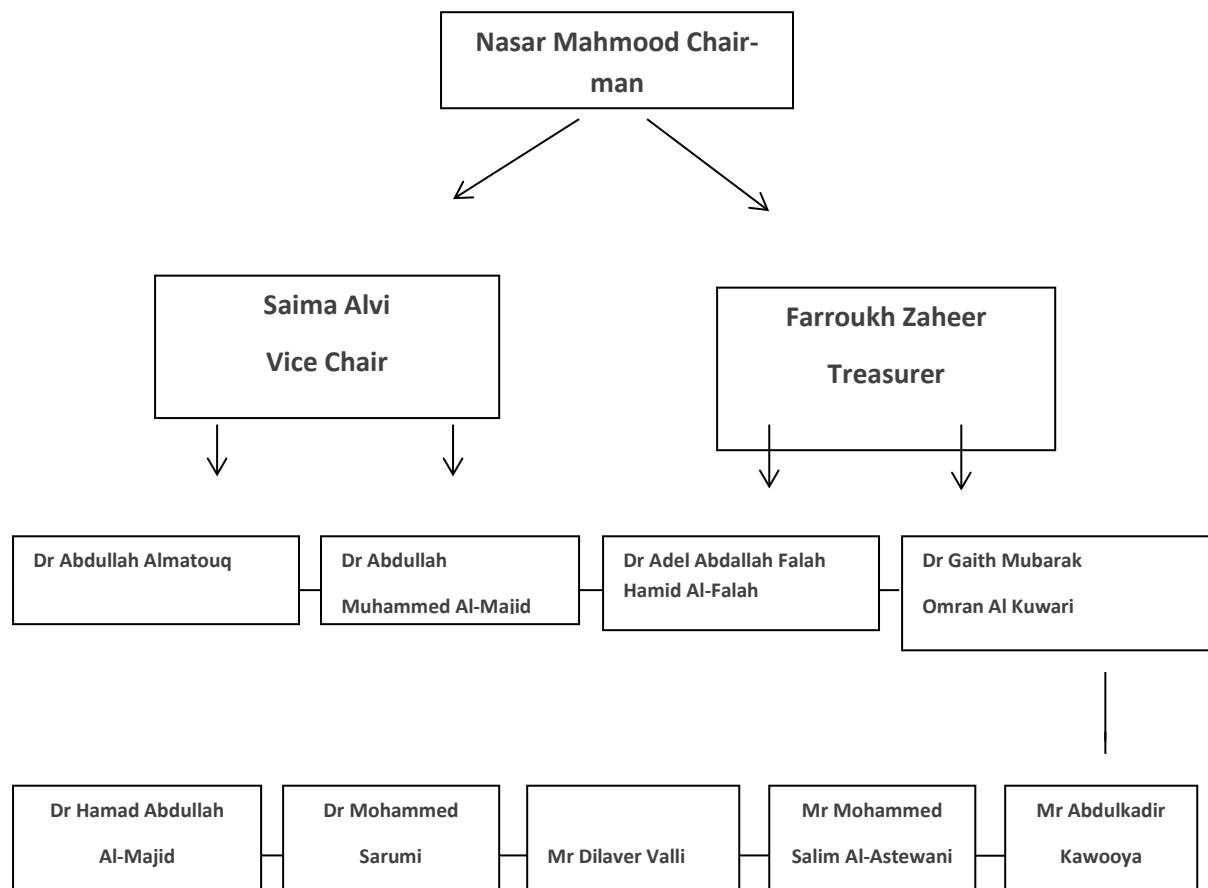 Nasar Mahmood Chair-
man
Saima Alvi
Vice Chair
Farroukh Zaheer
Treasurer
Dr Abdullah Almatouq
Dr Abdullah
Muhammed Al-Majid
Dr Adel Abdallah Falah
Hamid Al-Falah
Dr Gaith Mubarak
Omran Al Kuwari
Dr Hamad Abdullah
Al-Majid
Dr Mohammed
Sarumi
Mr Dilaver Valli
Mr Mohammed
Salim Al-Astewani
Mr Abdulkadir
Kawooya